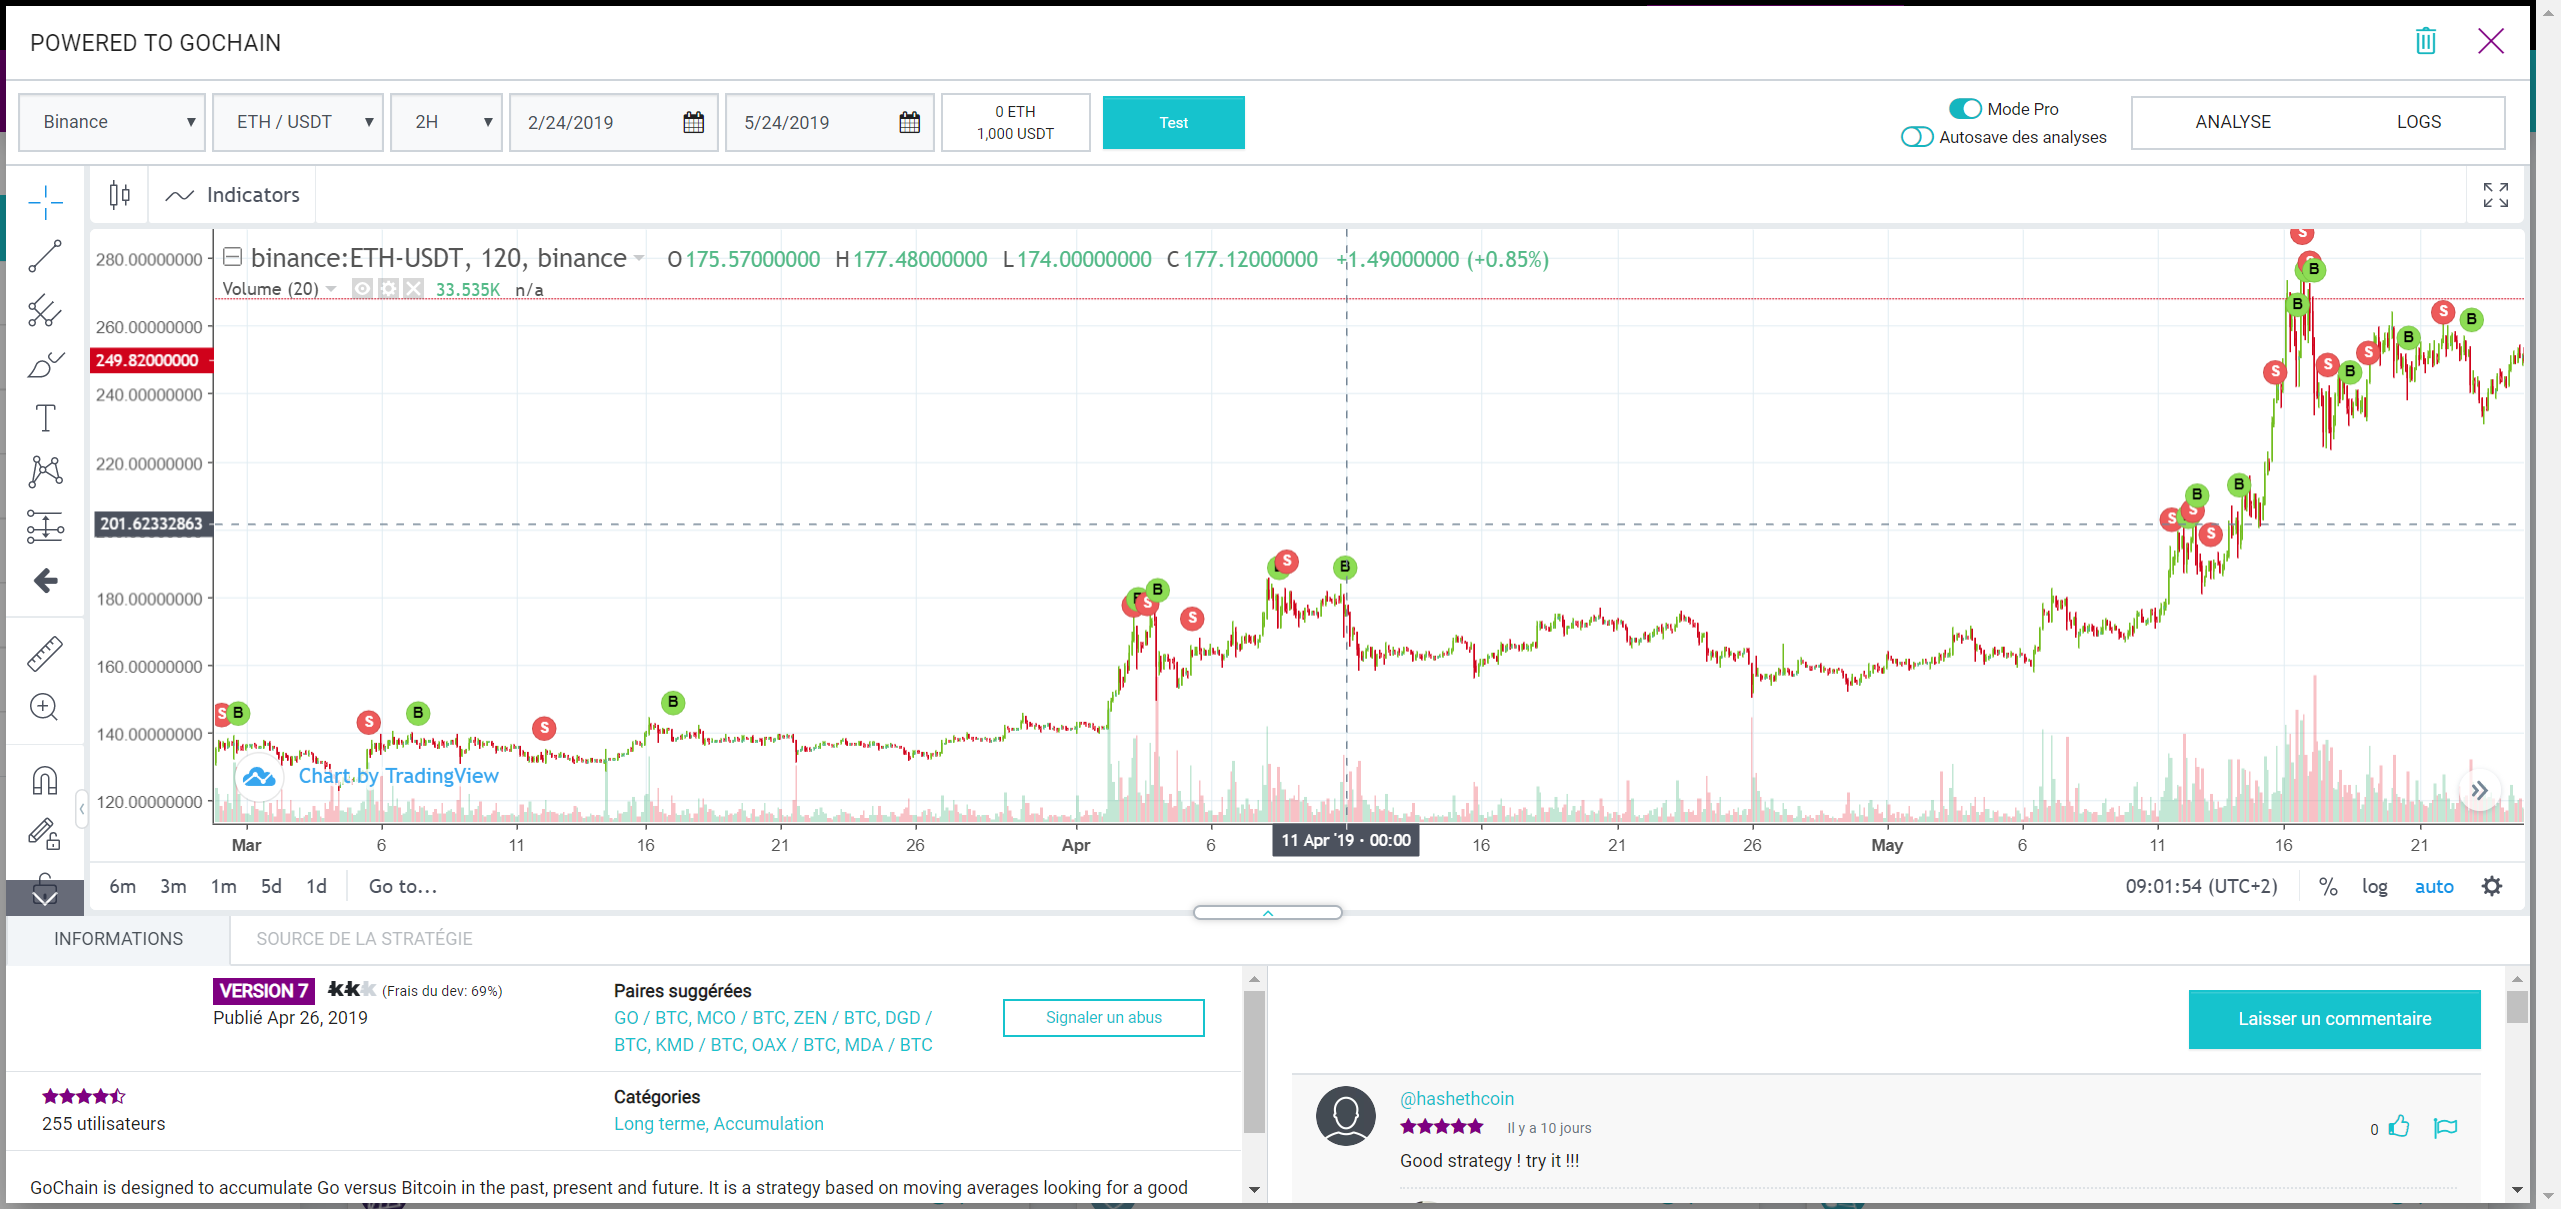 POWERED TO GOCHAIN
Binance
ETH / USDT
2H
2/24/2019
5/24/2019
0 ETH
1,000 USDT
Test
Mode Pro
Autosave des analyses
ANALYSE
LOGS
Indicators
binance:ETH-USDT, 120, binance
O 175.57000000 H 177.48000000 L 174.00000000 C 177.12000000 +1.49000000 (+0.85%)
Volume (20) 33.535K n/a
280.00000000
260.00000000
249.82000000
240.00000000
220.00000000
201.62332863
180.00000000
160.00000000
140.00000000
120.00000000
S B S B S B B S B S B S B S B S B S B S S B B S B S B S B
Chart by TradingView
Mar 6 11 16 21 26 Apr 6 11 Apr '19 · 00:00 16 21 26 May 6 11 16 21
6m 3m 1m 5d 1d Go to...
09:01:54 (UTC+2) % log auto
INFORMATIONS
SOURCE DE LA STRATÉGIE
VERSION 7 (Frais du dev: 69%)
Publié Apr 26, 2019
Paires suggérées
GO / BTC, MCO / BTC, ZEN / BTC, DGD /
BTC, KMD / BTC, OAX / BTC, MDA / BTC
Signaler un abus
255 utilisateurs
Catégories
Long terme, Accumulation
GoChain is designed to accumulate Go versus Bitcoin in the past, present and future. It is a strategy based on moving averages looking for a good
Laisser un commentaire
@hashethcoin
Il y a 10 jours
0
Good strategy ! try it !!!